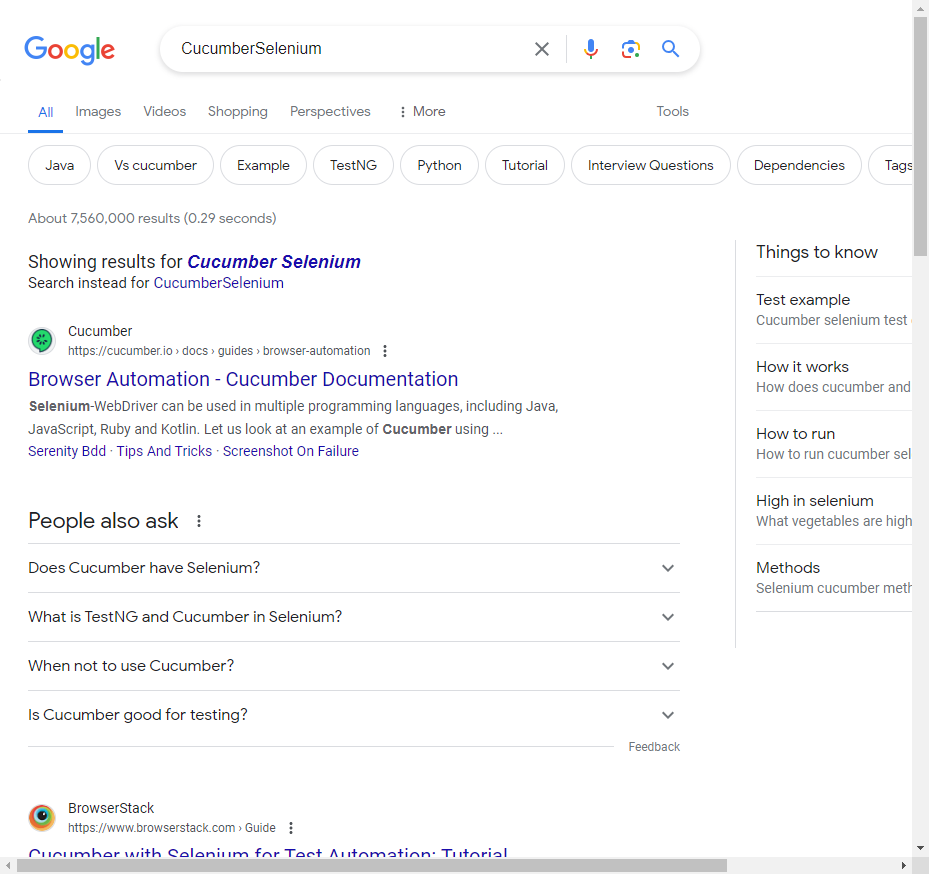 Google
CucumberSelenium
All Images Videos Shopping Perspectives More Tools
Java Vs cucumber Example TestNG Python Tutorial Interview Questions Dependencies Tags
About 7,560,000 results (0.29 seconds)
Showing results for Cucumber Selenium
Search instead for CucumberSelenium
Cucumber
https://cucumber.io › docs › guides › browser-automation
Browser Automation - Cucumber Documentation
Selenium-WebDriver can be used in multiple programming languages, including Java,
JavaScript, Ruby and Kotlin. Let us look at an example of Cucumber using ...
Serenity Bdd · Tips And Tricks · Screenshot On Failure
People also ask
Does Cucumber have Selenium?
What is TestNG and Cucumber in Selenium?
When not to use Cucumber?
Is Cucumber good for testing?
Feedback
BrowserStack
https://www.browserstack.com › Guide
Cucumber with Selenium for Test Automation: Tutorial
Things to know
Test example
Cucumber selenium test
How it works
How does cucumber and
How to run
How to run cucumber sel
High in selenium
What vegetables are high
Methods
Selenium cucumber meth